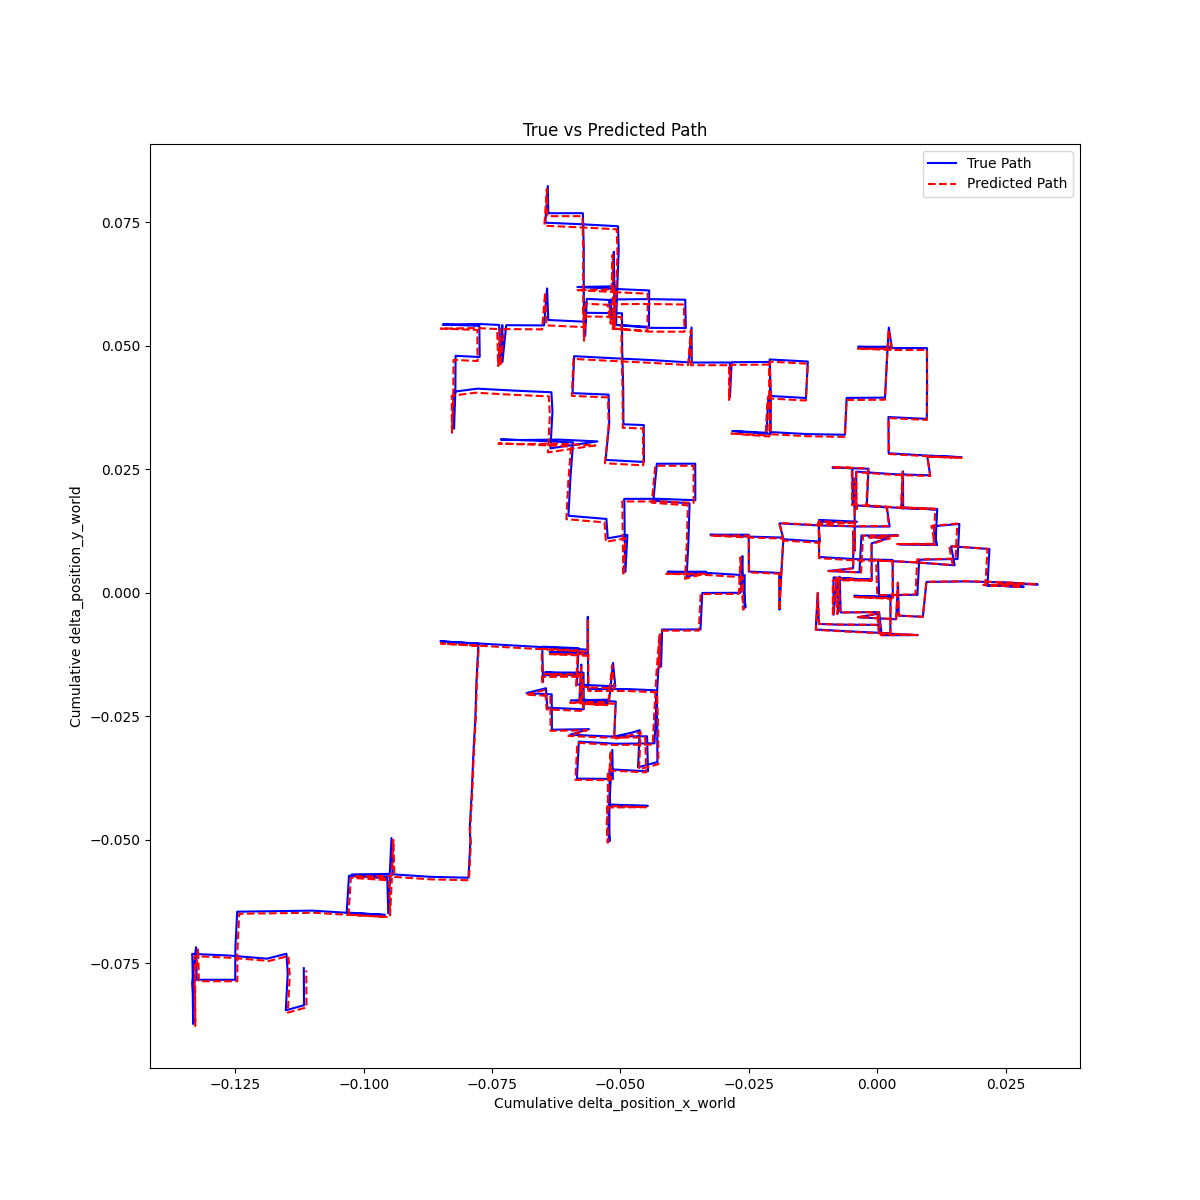 True vs Predicted Path
True Path
Predicted Path
0.075
0.050
0.025
0.000
−0.025
−0.050
−0.075
Cumulative delta_position_y_world
−0.125
−0.100
−0.075
−0.050
−0.025
0.000
0.025
Cumulative delta_position_x_world